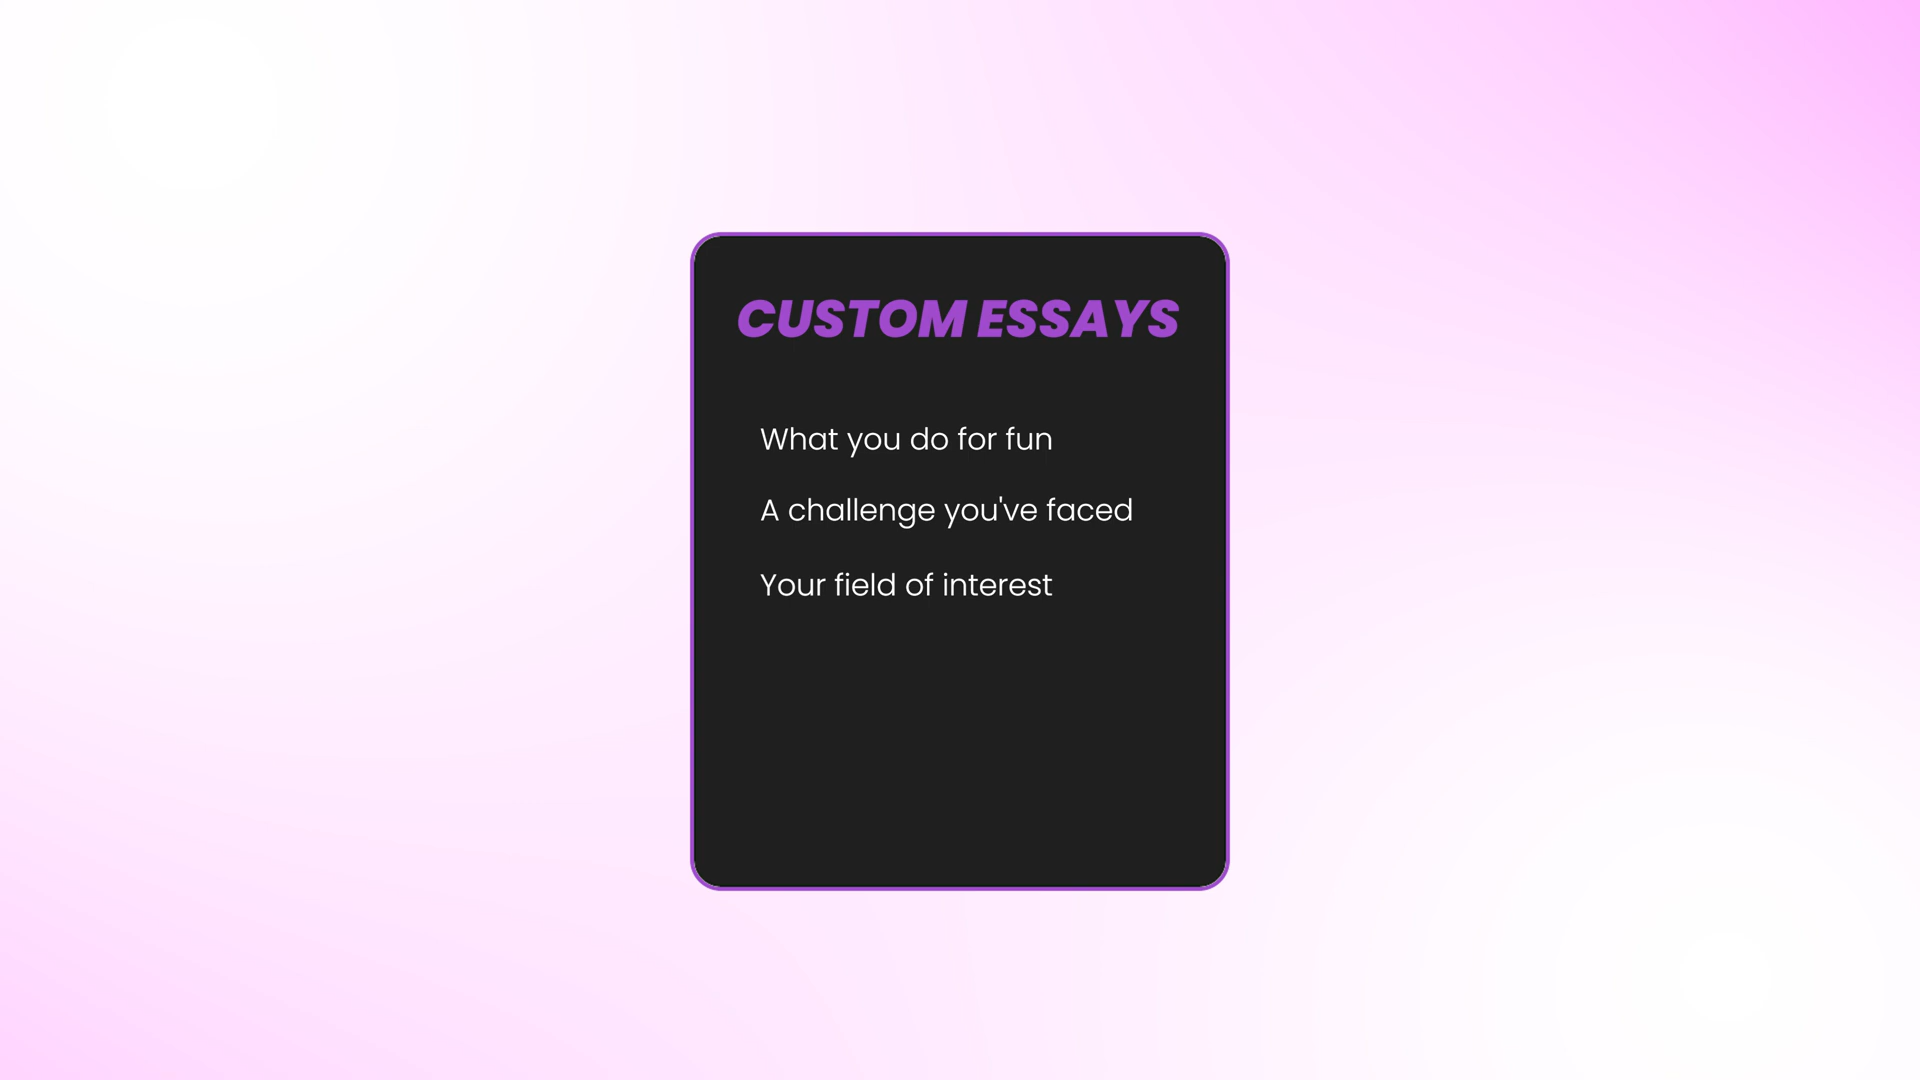 CUSTOM ESSAYS
What you do for fun
A challenge you've faced
Your field of interest